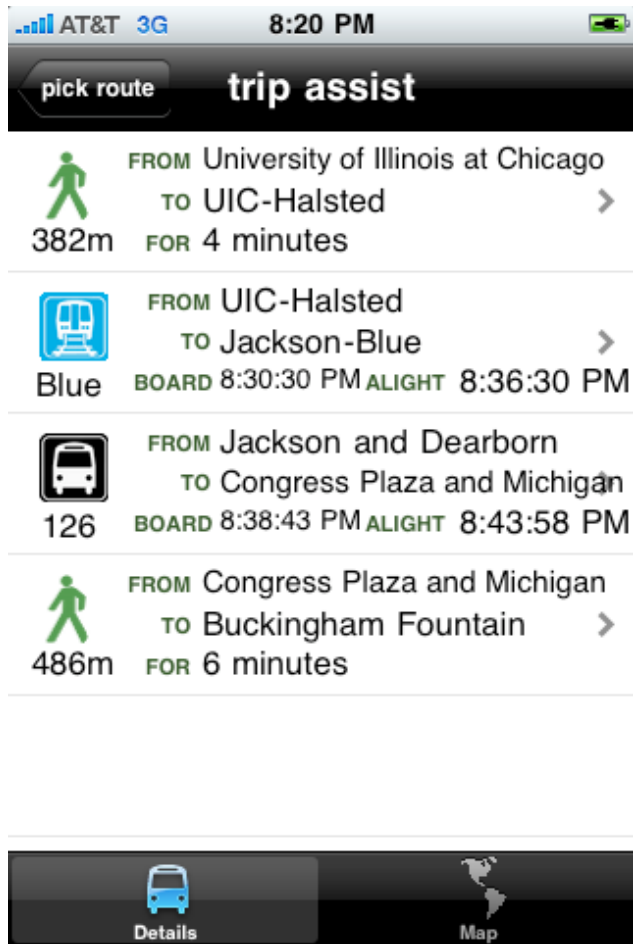 AT&T 3G 8:20 PM
pick route trip assist
FROM University of Illinois at Chicago
TO UIC-Halsted
382m FOR 4 minutes
FROM UIC-Halsted
TO Jackson-Blue
Blue BOARD 8:30:30 PM ALIGHT 8:36:30 PM
FROM Jackson and Dearborn
TO Congress Plaza and Michigan
126 BOARD 8:38:43 PM ALIGHT 8:43:58 PM
FROM Congress Plaza and Michigan
TO Buckingham Fountain
486m FOR 6 minutes
Details Map